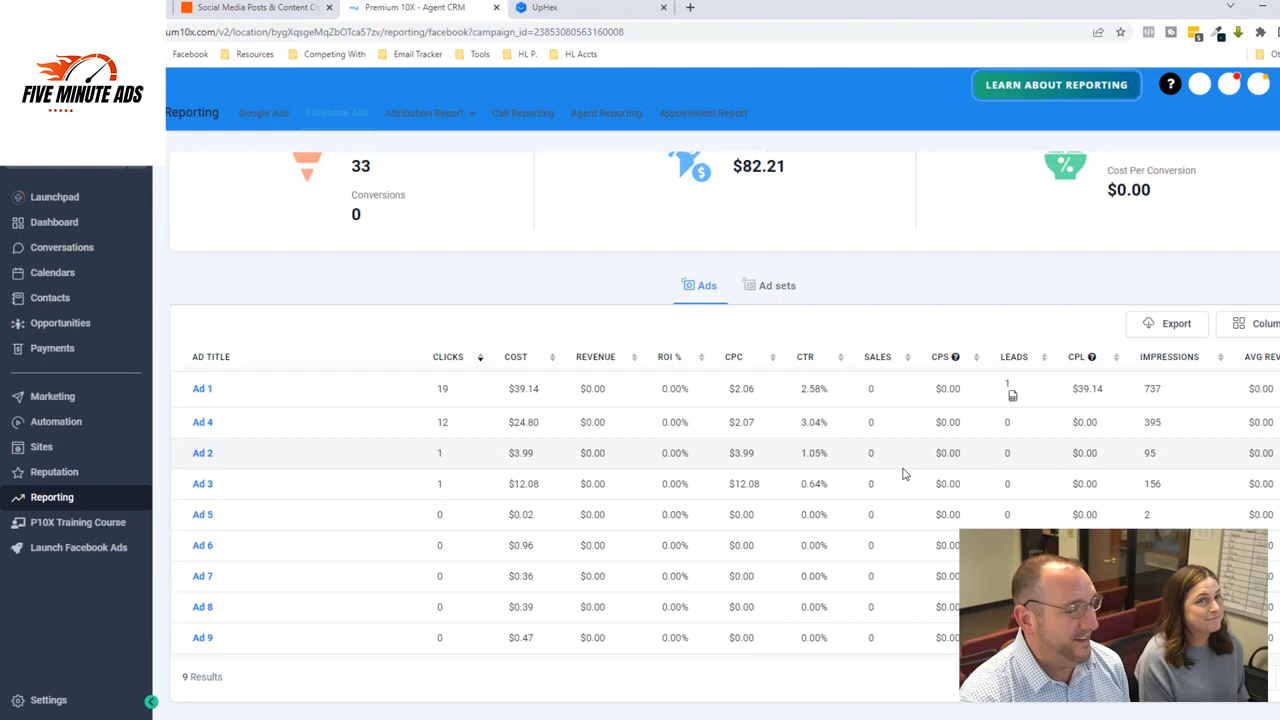 Social Media Posts & Content Cr
Premium 10X - Agent CRM
UpHex
um10x.com/v2/location/bygXqsgeMqZbOTca57zv/reporting/facebook?campaign_id=23853080563160008
Facebook
Resources
Competing With
Email Tracker
Tools
HL P.
HL Accts
FIVE MINUTE ADS
LEARN ABOUT REPORTING
?
Reporting
Google Ads
Facebook Ads
Attribution Report
Call Reporting
Agent Reporting
Appointment Report
33
$82.21
Cost Per Conversion
$0.00
Conversions
0
Launchpad
Dashboard
Conversations
Calendars
Contacts
Opportunities
Payments
Marketing
Automation
Sites
Reputation
Reporting
P10X Training Course
Launch Facebook Ads
Settings
Ads
Ad sets
Export
Colum
AD TITLE CLICKS COST REVENUE ROI % CPC CTR SALES CPS LEADS CPL IMPRESSIONS AVG REV
Ad 1 19 $39.14 $0.00 0.00% $2.06 2.58% 0 $0.00 1 $39.14 737 $0.00
Ad 4 12 $24.80 $0.00 0.00% $2.07 3.04% 0 $0.00 0 $0.00 395 $0.00
Ad 2 1 $3.99 $0.00 0.00% $3.99 1.05% 0 $0.00 0 $0.00 95 $0.00
Ad 3 1 $12.08 $0.00 0.00% $12.08 0.64% 0 $0.00 0 $0.00 156 $0.00
Ad 5 0 $0.02 $0.00 0.00% $0.00 0.00% 0 $0.00 0 $0.00 2 $0.00
Ad 6 0 $0.96 $0.00 0.00% $0.00 0.00% 0 $0.00
Ad 7 0 $0.36 $0.00 0.00% $0.00 0.00% 0 $0.00
Ad 8 0 $0.39 $0.00 0.00% $0.00 0.00% 0 $0.00
Ad 9 0 $0.47 $0.00 0.00% $0.00 0.00% 0 $0.00
9 Results